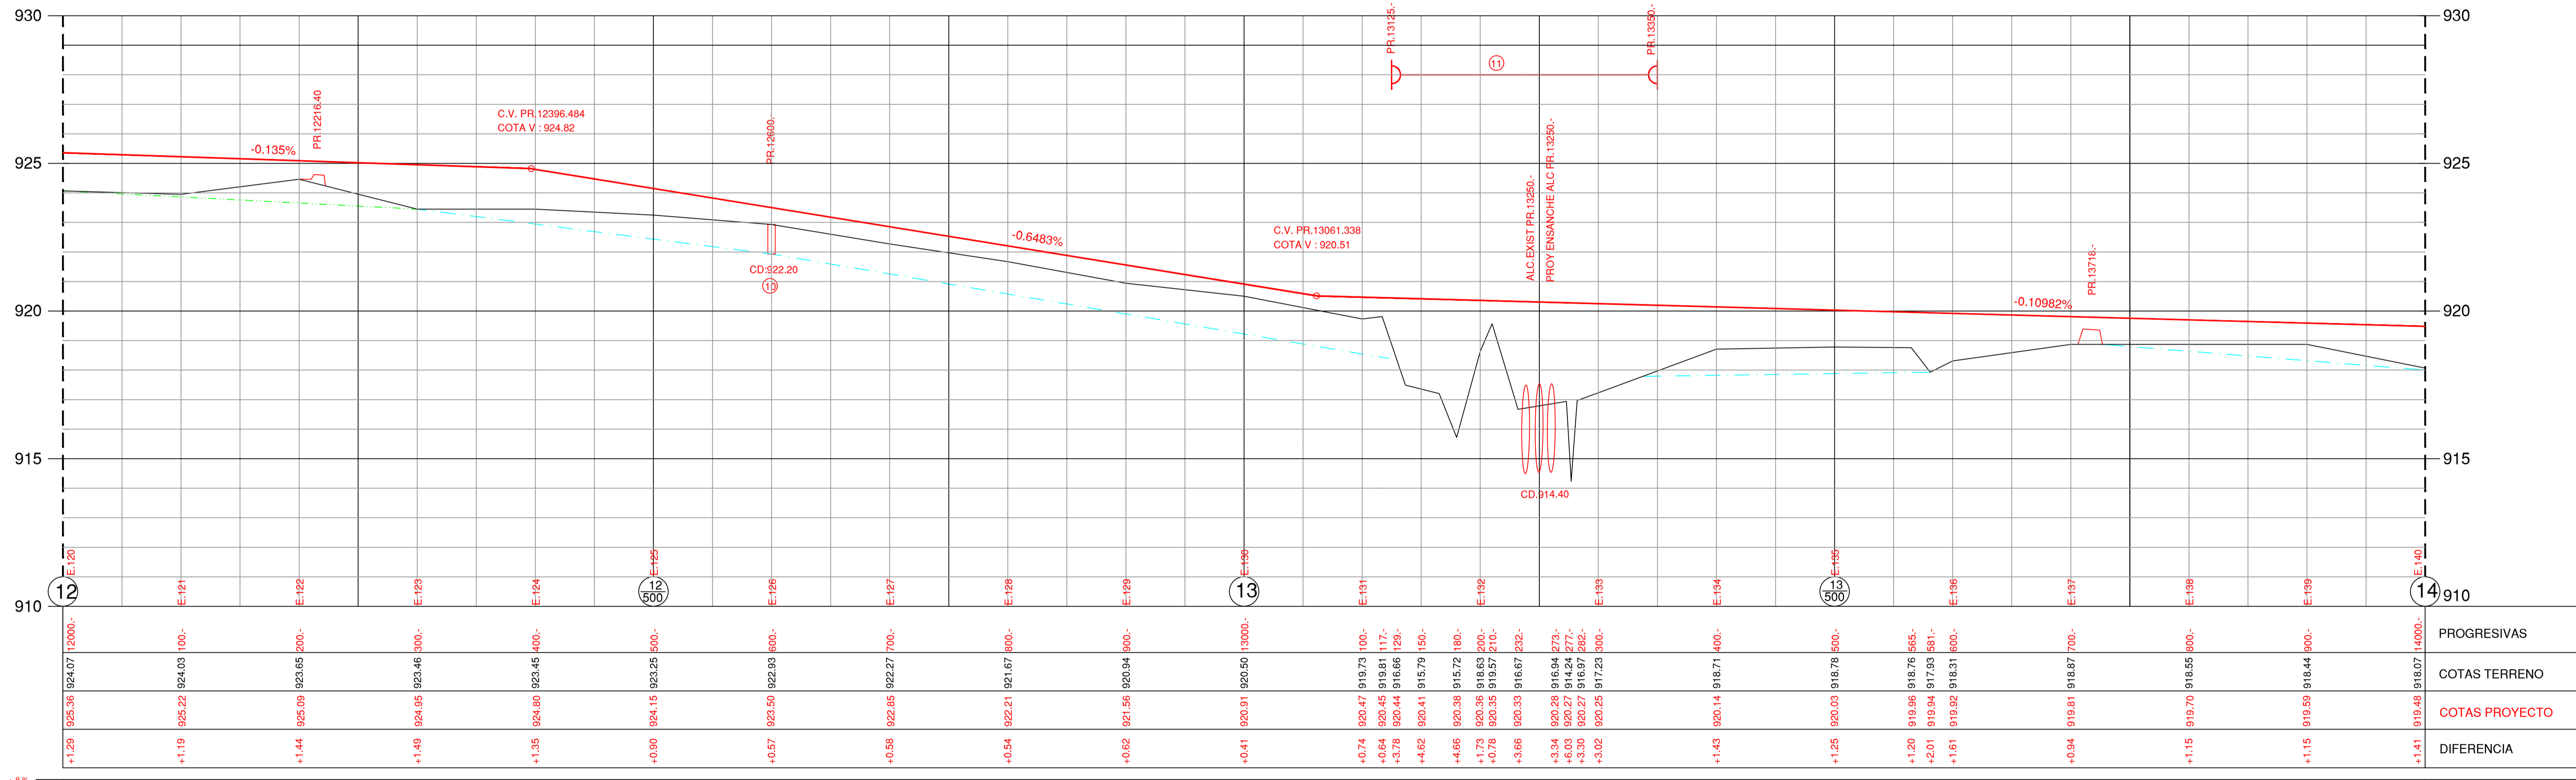 930
925
920
915
910
930
925
920
915
910
PR.12216.40
-0.135%
C.V. PR.12396.484
COTA V : 924.82
PR.12600.-
CD:922.20
10
-0.6483%
C.V. PR.13061.338
COTA V : 920.51
PR.13125.-
11
PR.13350.-
ALC.EXIST PR.13250.-
PROY ENSANCHE ALC PR.13250.-
CD.914.40
-0.10982%
PR.13718.-
E.120 E.121 E.122 E.123 E.124 E.125 E.126 E.127 E.128 E.129 E.130 E.131 E.132 E.133 E.134 E.135 E.136 E.137 E.138 E.139 E.140
12
12
500
13
13
500
14
12000.- 100.- 200.- 300.- 400.- 500.- 600.- 700.- 800.- 900.- 13000.- 100.- 117.- 129.- 150.- 180.- 200.- 210.- 232.- 273.- 277.- 282.- 300.- 400.- 500.- 565.- 581.- 600.- 700.- 800.- 900.- 14000.- PROGRESIVAS
924.07 924.03 923.65 923.46 923.45 923.25 922.93 922.27 921.67 920.94 920.50 919.73 919.81 916.66 915.79 915.72 918.63 919.57 916.67 916.94 914.24 916.97 917.23 918.71 918.78 918.76 917.93 918.31 918.87 918.55 918.44 918.07 COTAS TERRENO
925.36 925.22 925.09 924.95 924.80 924.15 923.50 922.85 922.21 921.56 920.91 920.47 920.45 920.44 920.41 920.38 920.36 920.35 920.33 920.28 920.27 920.27 920.25 920.14 920.03 919.96 919.94 919.92 919.81 919.70 919.59 919.48 COTAS PROYECTO
+1.29 +1.19 +1.44 +1.49 +1.35 +0.90 +0.57 +0.58 +0.54 +0.62 +0.41 +0.74 +0.64 +3.78 +4.62 +4.66 +1.73 +0.78 +3.66 +3.34 +6.03 +3.30 +3.02 +1.43 +1.25 +1.20 +2.01 +1.61 +0.94 +1.15 +1.15 +1.41 DIFERENCIA